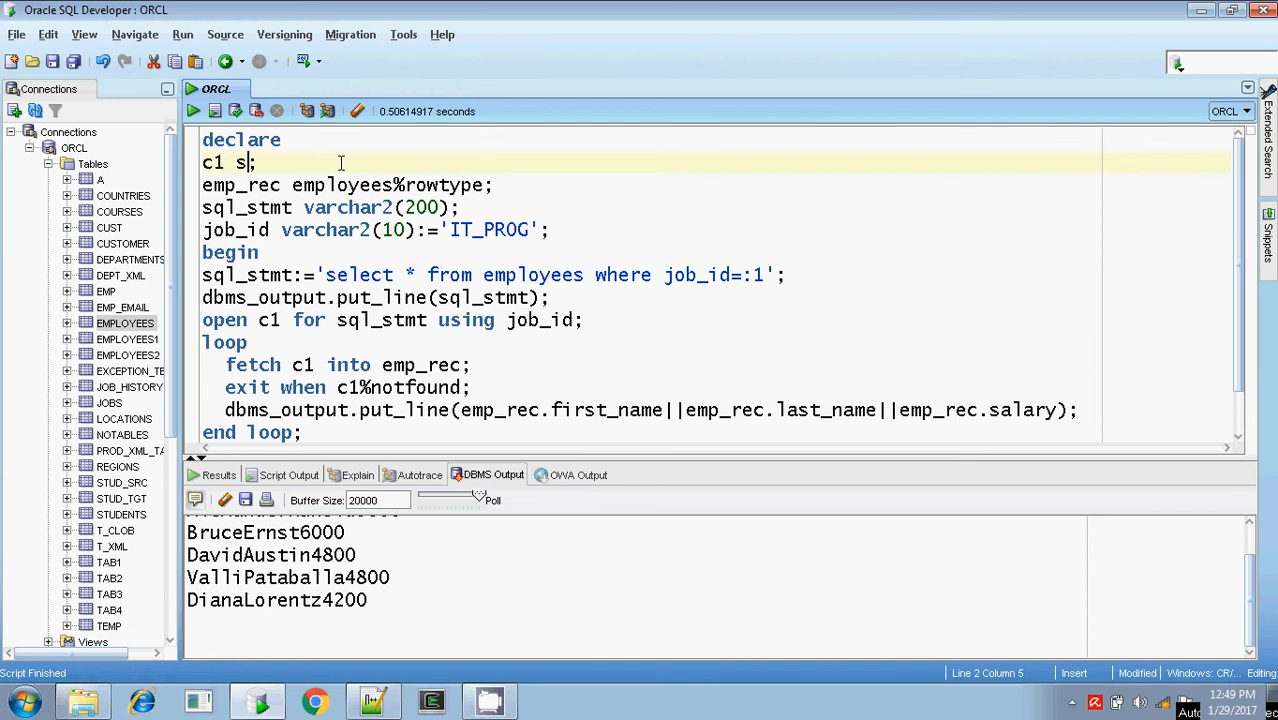 Oracle SQL Developer : ORCL
File Edit View Navigate Run Source Versioning Migration Tools Help
Connections
ORCL
0.50614917 seconds
ORCL
Connections
ORCL
Tables
A
COUNTRIES
COURSES
CUST
CUSTOMER
DEPARTMENTS
DEPT_XML
EMP
EMP_EMAIL
EMPLOYEES
EMPLOYEES1
EMPLOYEES2
EXCEPTION_TE
JOB_HISTORY
JOBS
LOCATIONS
NOTABLES
PROD_XML_TA
REGIONS
STUD_SRC
STUD_TGT
STUDENTS
T_CLOB
T_XML
TAB1
TAB2
TAB3
TAB4
TEMP
Views
declare
c1 s;
emp_rec employees%rowtype;
sql_stmt varchar2(200);
job_id varchar2(10):='IT_PROG';
begin
sql_stmt:='select * from employees where job_id=:1';
dbms_output.put_line(sql_stmt);
open c1 for sql_stmt using job_id;
loop
fetch c1 into emp_rec;
exit when c1%notfound;
dbms_output.put_line(emp_rec.first_name||emp_rec.last_name||emp_rec.salary);
end loop;
Results Script Output Explain Autotrace DBMS Output OWA Output
Buffer Size: 20000 Poll
BruceErnst6000
DavidAustin4800
ValliPataballa4800
DianaLorentz4200
Extended Search
Snippets
Script Finished
Line 2 Column 5 Insert Modified Windows: CR/... Editing
12:49 PM
1/29/2017